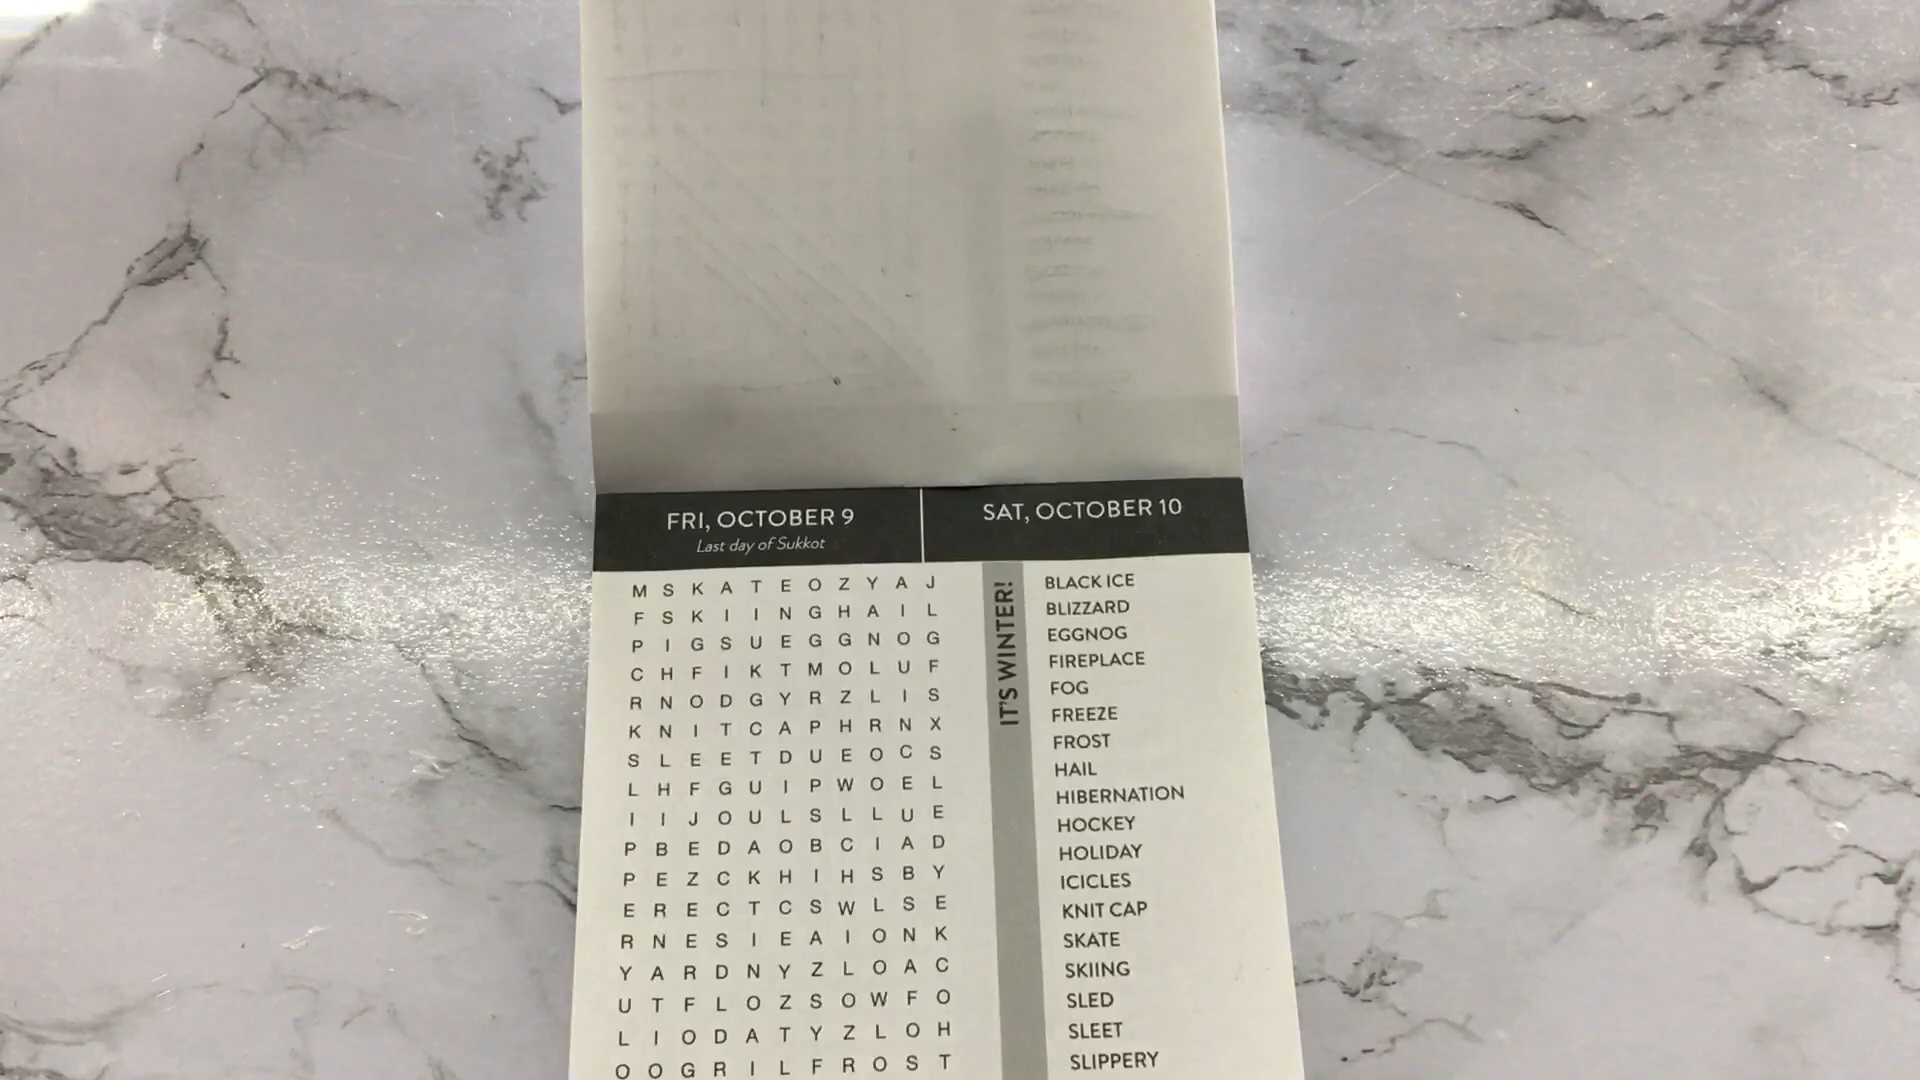 FRI, OCTOBER 9
Last day of Sukkot
SAT, OCTOBER 10
M S K A T E O Z Y A J
F S K I I N G H A I L
P I G S U E G G N O G
C H F I K T M O L U F
R N O D G Y R Z L I S
K N I T C A P H R N X
S L E E T D U E O C S
L H F G U I P W O E L
I I J O U L S L L U E
P B E D A O B C I A D
P E Z C K H I H S B Y
E R E C T C S W L S E
R N E S I E A I O N K
Y A R D N Y Z L O A C
U T F L O Z S O W F O
L I O D A T Y Z L O H
O O G R I L F R O S T
IT'S WINTER!
BLACK ICE
BLIZZARD
EGGNOG
FIREPLACE
FOG
FREEZE
FROST
HAIL
HIBERNATION
HOCKEY
HOLIDAY
ICICLES
KNIT CAP
SKATE
SKIING
SLED
SLEET
SLIPPERY